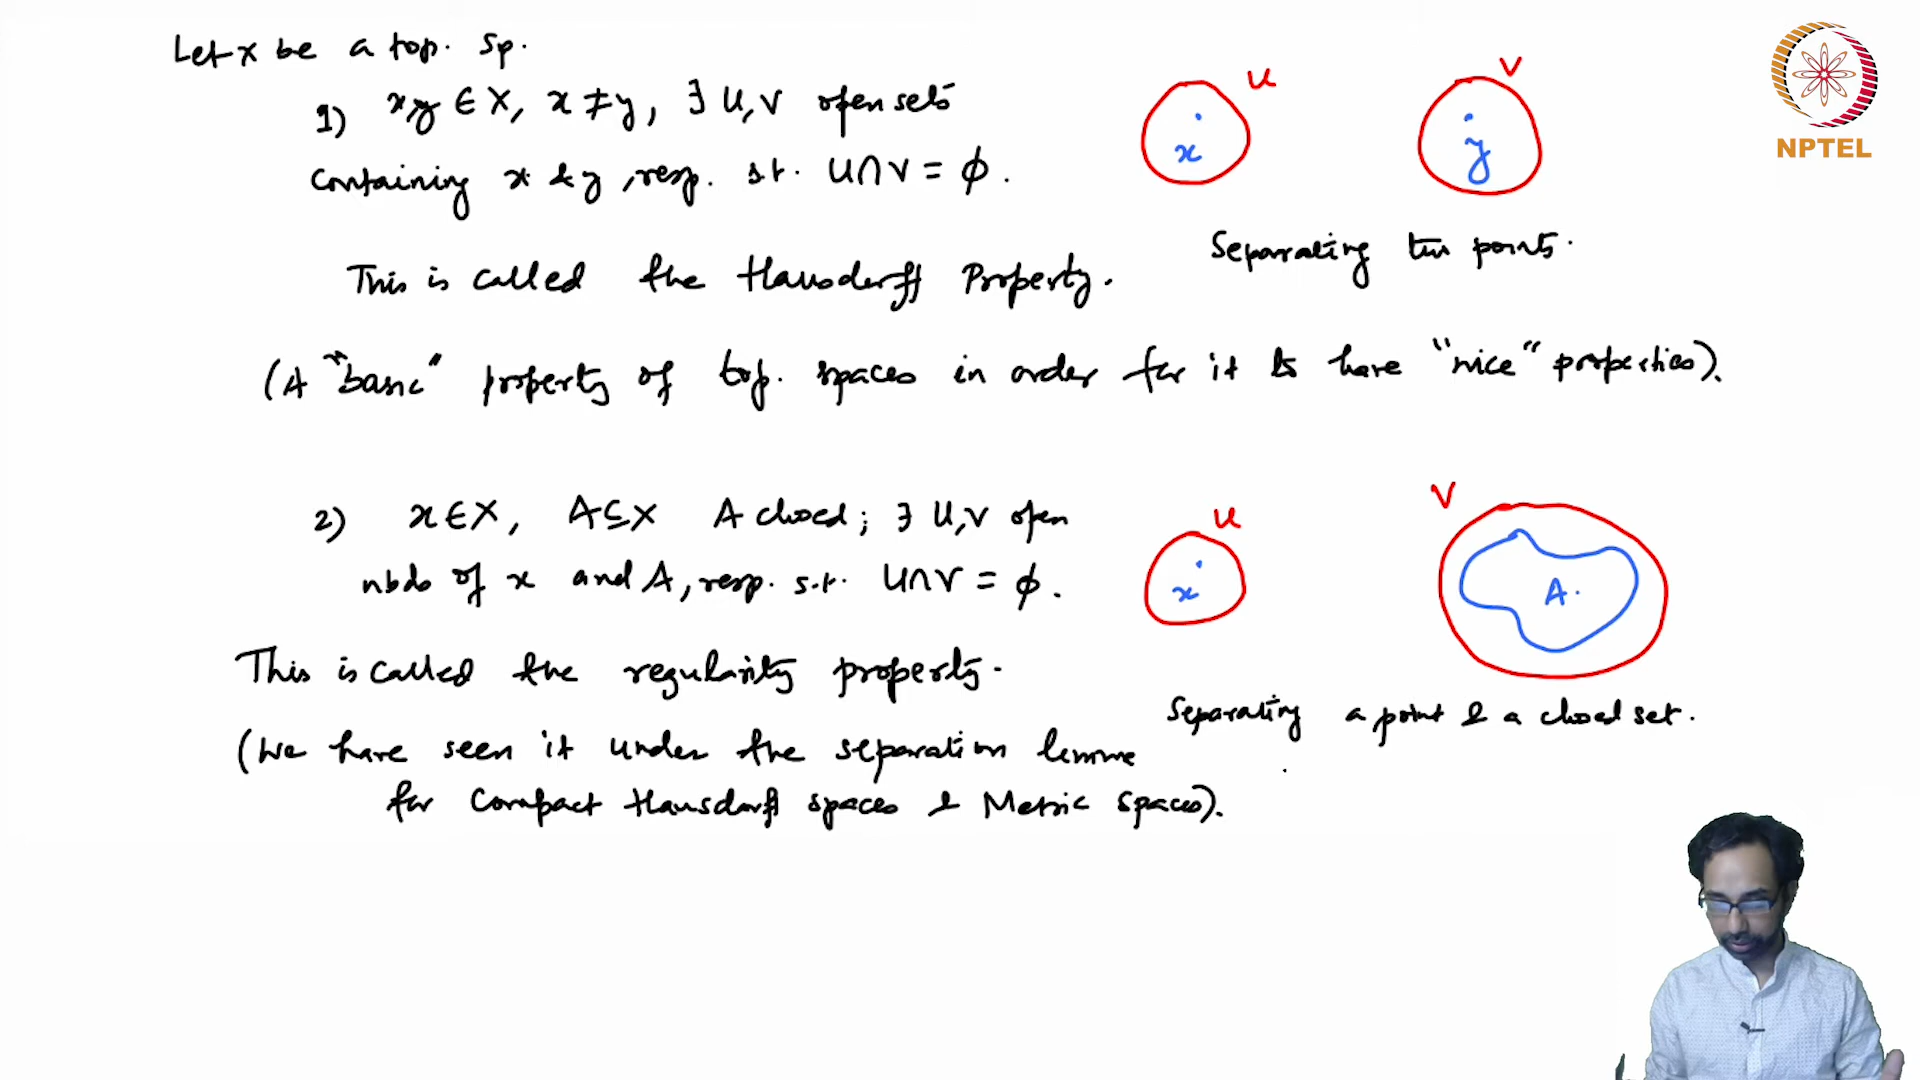 Let X be a top. sp.
1) x,y ∈ X, x ≠ y, ∃ U,V open sets
containing x & y, resp. s.t. U∩V = ϕ.
This is called the Hausdorff Property.
(A "basic" property of top. spaces in order for it to have "nice" properties).
U
V
x
y
Separating two points.
NPTEL
2) x∈X, A⊆X A closed; ∃ U,V open
nbds of x and A, resp. s.t. U∩V = ϕ.
This is called the regularity property.
(We have seen it under the separation lemma
for Compact Hausdorff spaces & Metric spaces).
U
V
x
A.
Separating a point & a closed set.